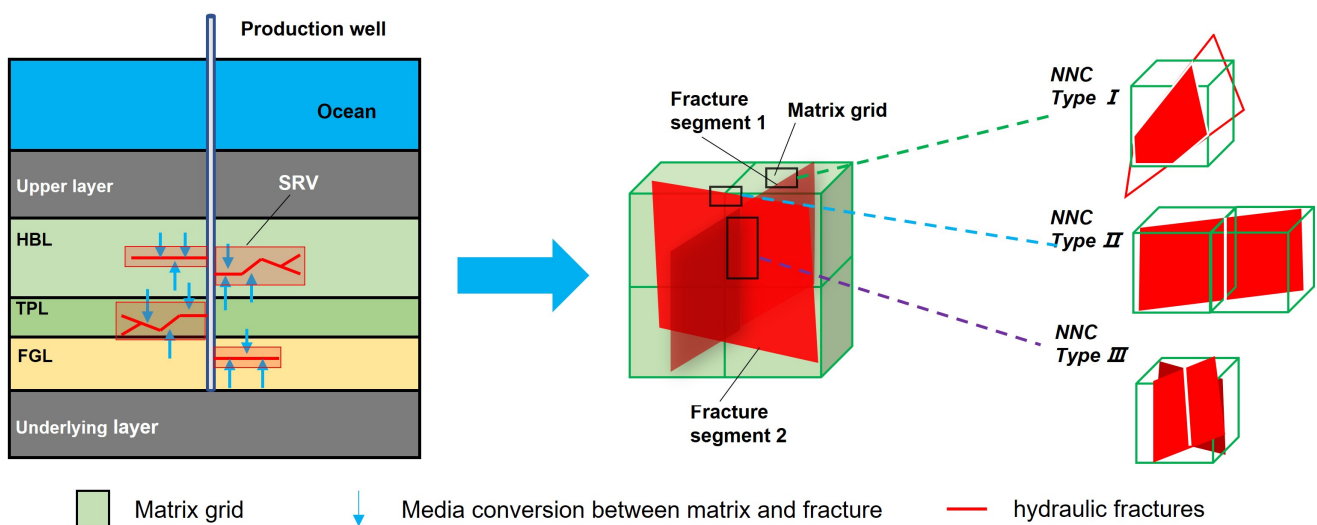 Production well
Ocean
Upper layer
SRV
HBL
TPL
FGL
Underlying layer
Fracture
segment 1
Matrix grid
Fracture
segment 2
NNC
Type Ⅰ
NNC
Type Ⅱ
NNC
Type Ⅲ
Matrix grid
Media conversion between matrix and fracture
hydraulic fractures